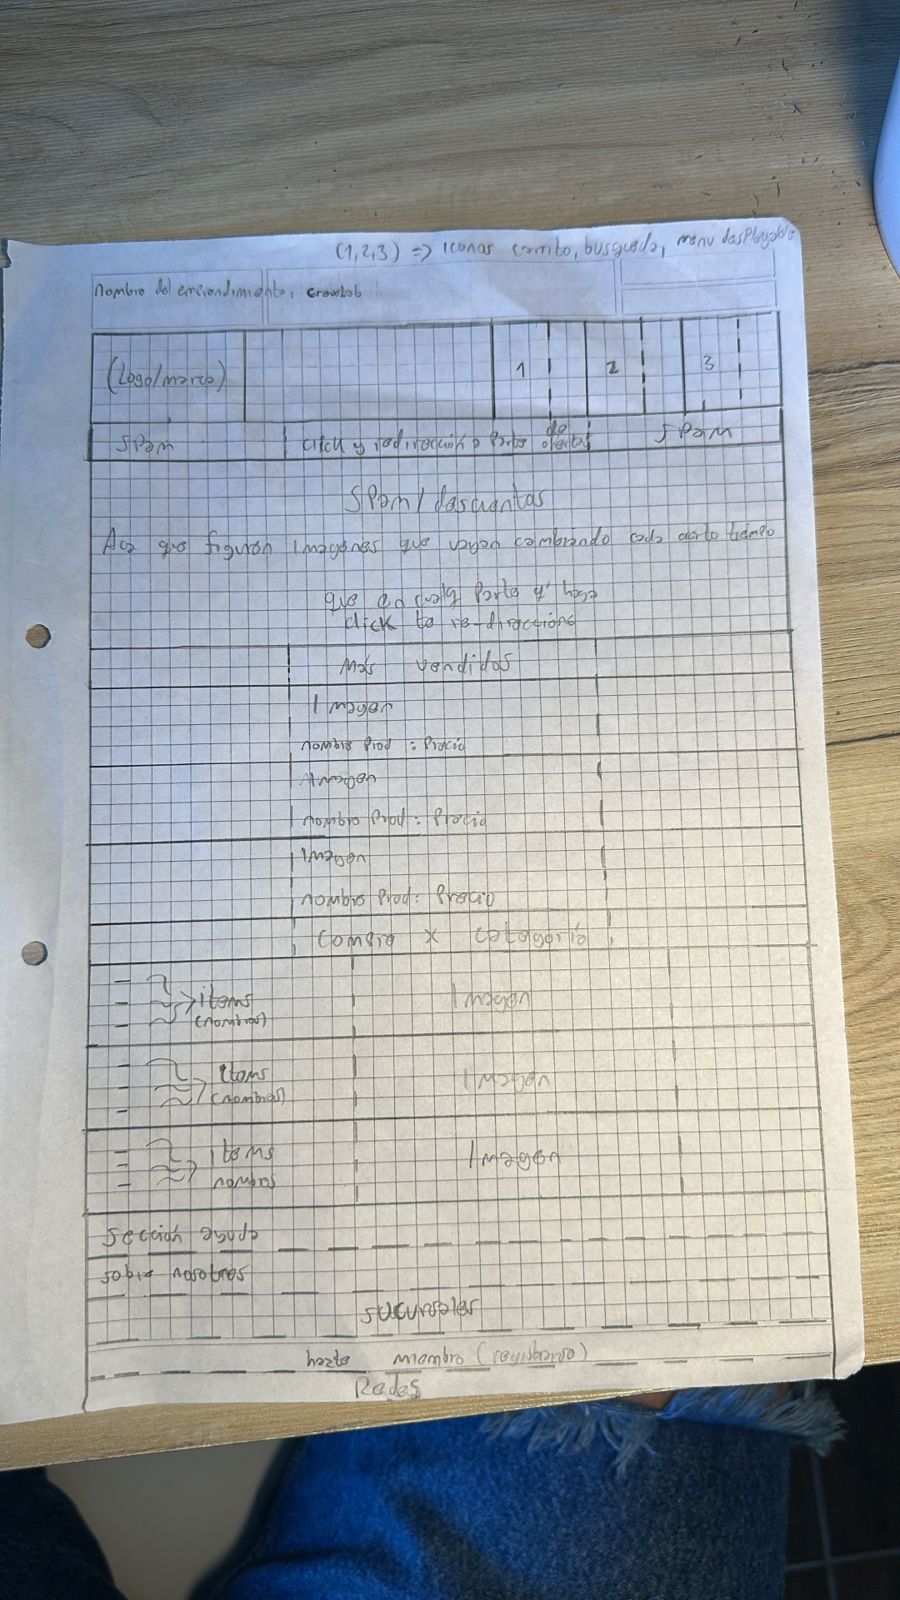 (1,2,3) => iconos carrito, busqueda, menu desplegable
nombre del emprendimiento: crowlab
(Logo/marca) 1 2 3
SPam click y redirección a Parte de ofertas SPam
SPam/descuentos
Aca que figuren imagenes que vayan cambiando cada cierto tiempo
que en cualq parte q' haga
click te re-direccione
Más vendidos
Imagen
nombre Prod : Precio
Imagen
nombre Prod : Precio
Imagen
nombre Prod : Precio
compra x categoria
items Imagen
(nombres)
Items Imagen
(nombres)
items Imagen
nombres
sección ayuda
sobre nosotros
sucursales
hazte miembro (registrarse)
Redes